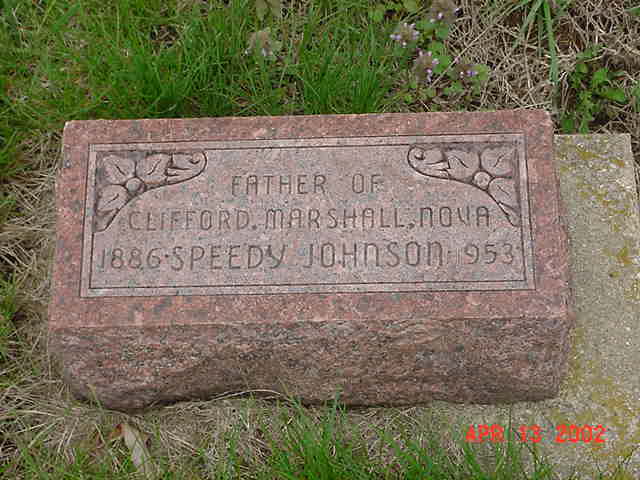 FATHER OF
CLIFFORD, MARSHALL, NOVA
1886·SPEEDY JOHNSON·1953
APR 13 2002